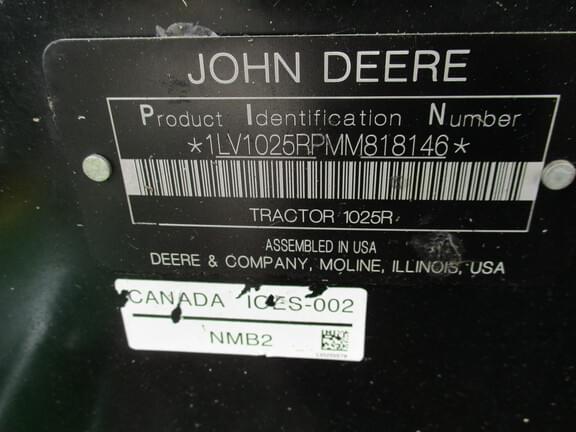 JOHN DEERE
Product Identification Number
*1LV1025RPMM818146*
TRACTOR 1025R
ASSEMBLED IN USA
DEERE & COMPANY, MOLINE, ILLINOIS, USA
CANADA ICES-002
NMB2